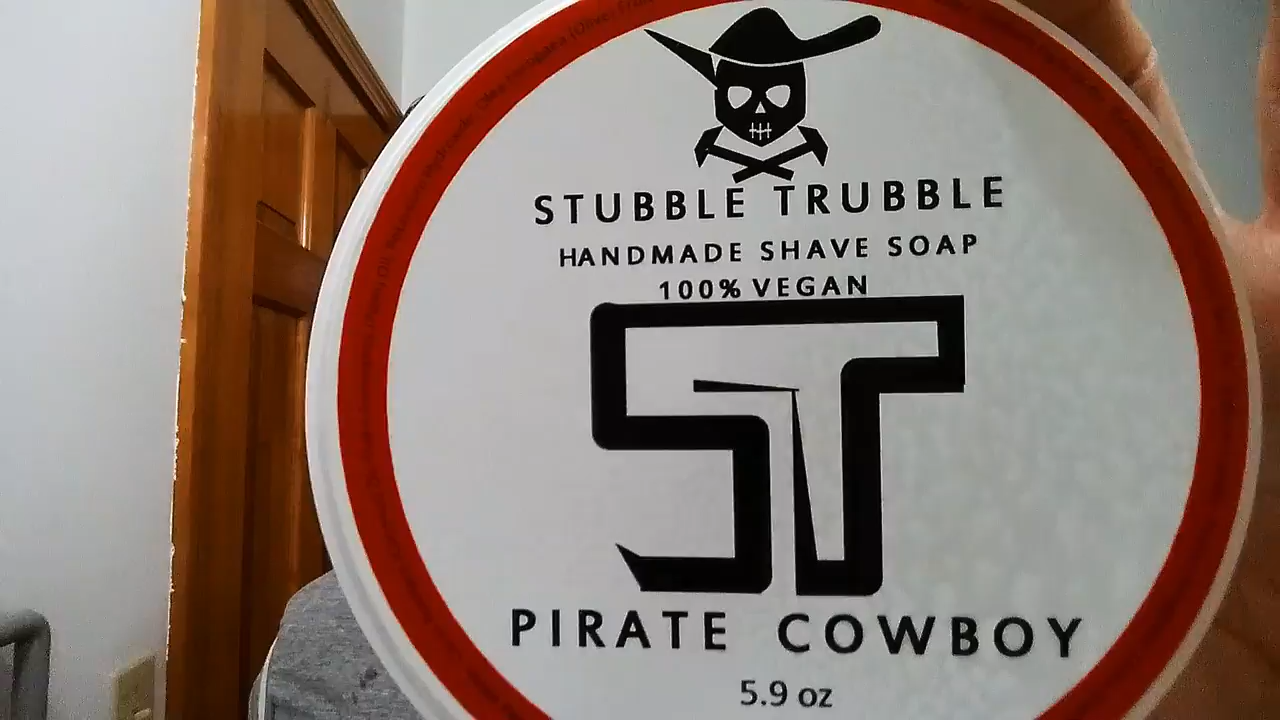 STUBBLE TRUBBLE
HANDMADE SHAVE SOAP
100% VEGAN
ST
PIRATE COWBOY
5.9 oz